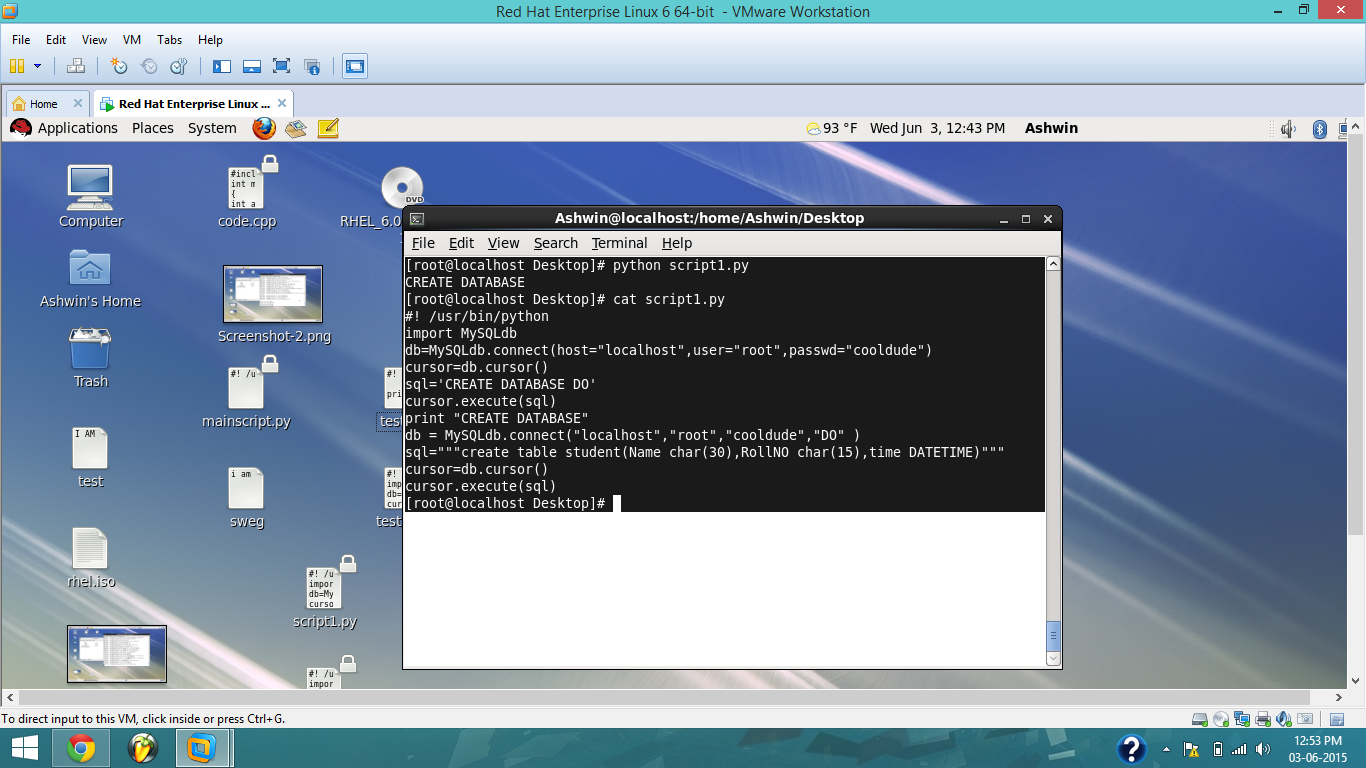 Red Hat Enterprise Linux 6 64-bit - VMware Workstation
File Edit View VM Tabs Help
Home Red Hat Enterprise Linux ...
Applications Places System 93 °F Wed Jun 3, 12:43 PM Ashwin
Computer
#incl
int m
{
int a
code.cpp
DVD
RHEL_6.0
Ashwin's Home
Screenshot-2.png
Trash
#! /u
mainscript.py
#!
pri
test
I AM
test
i am
sweg
#!
imp
db=
cur
test
rhel.iso
#! /u
impor
db=My
curso
script1.py
#! /u
impor
Ashwin@localhost:/home/Ashwin/Desktop
File Edit View Search Terminal Help
[root@localhost Desktop]# python script1.py
CREATE DATABASE
[root@localhost Desktop]# cat script1.py
#! /usr/bin/python
import MySQLdb
db=MySQLdb.connect(host="localhost",user="root",passwd="cooldude")
cursor=db.cursor()
sql='CREATE DATABASE DO'
cursor.execute(sql)
print "CREATE DATABASE"
db = MySQLdb.connect("localhost","root","cooldude","DO" )
sql="""create table student(Name char(30),RollNO char(15),time DATETIME)"""
cursor=db.cursor()
cursor.execute(sql)
[root@localhost Desktop]#
To direct input to this VM, click inside or press Ctrl+G.
12:53 PM
03-06-2015